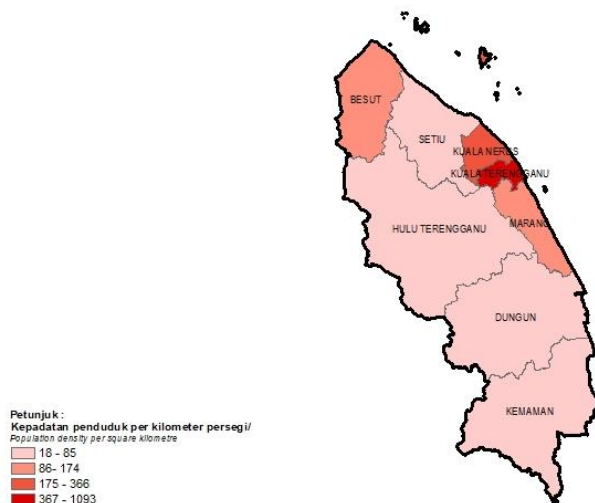 BESUT
SETIU
KUALA NERUS
KUALA TERENGGANU
MARANG
HULU TERENGGANU
DUNGUN
KEMAMAN
Petunjuk :
Kepadatan penduduk per kilometer persegi/
Population density per square kilometre
18 - 85
86- 174
175 - 366
367 - 1093